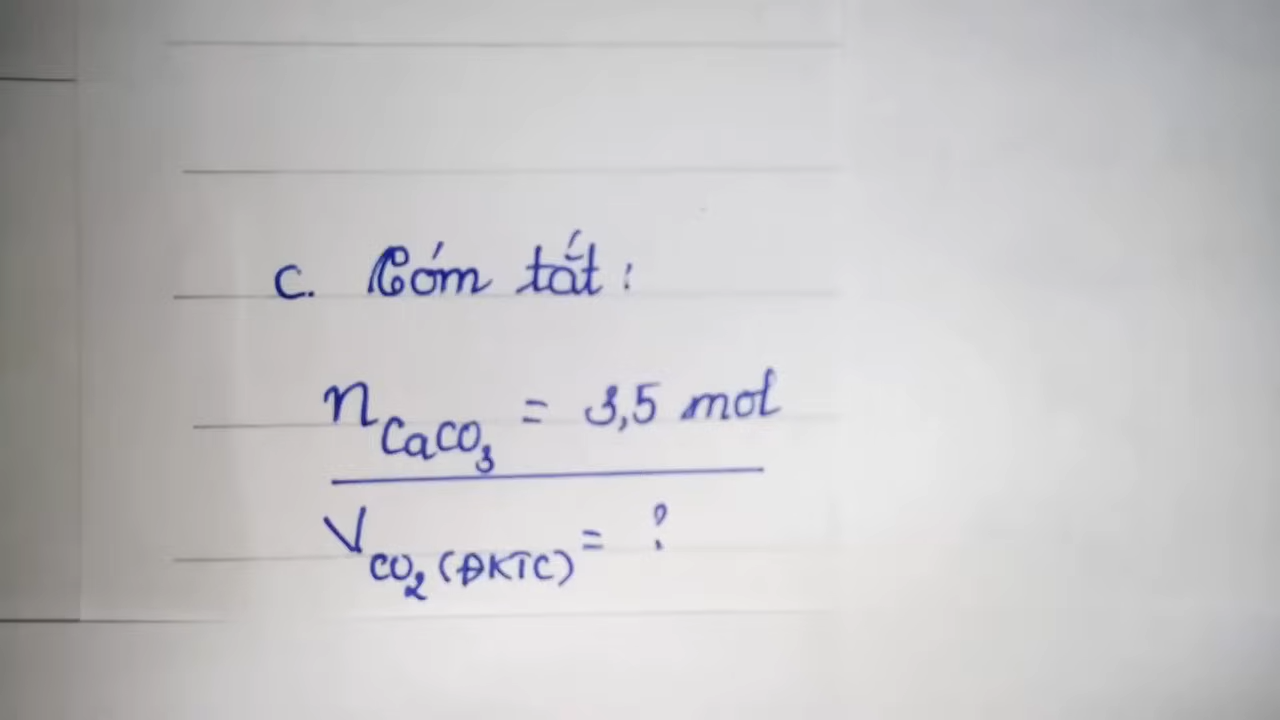 c. Tóm tắt:
n CaCO₃ = 3,5 mol
V CO₂ (ĐKTC) = ?